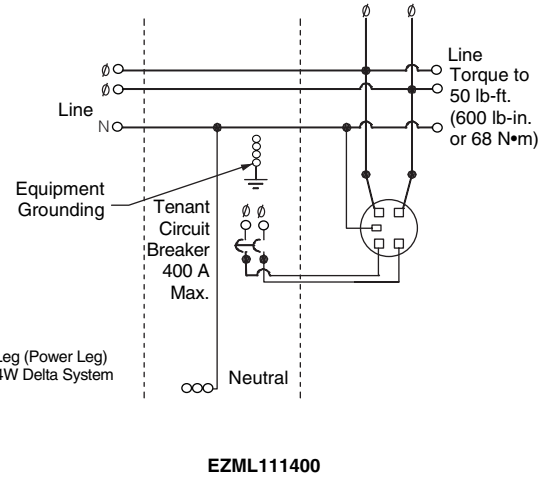 ø ø
ø
ø
Line
N
Line
Torque to
50 lb-ft.
(600 lb-in.
or 68 N•m)
Equipment
Grounding
Tenant
Circuit
Breaker
400 A
Max.
ø ø
Leg (Power Leg)
4W Delta System
Neutral
EZML111400